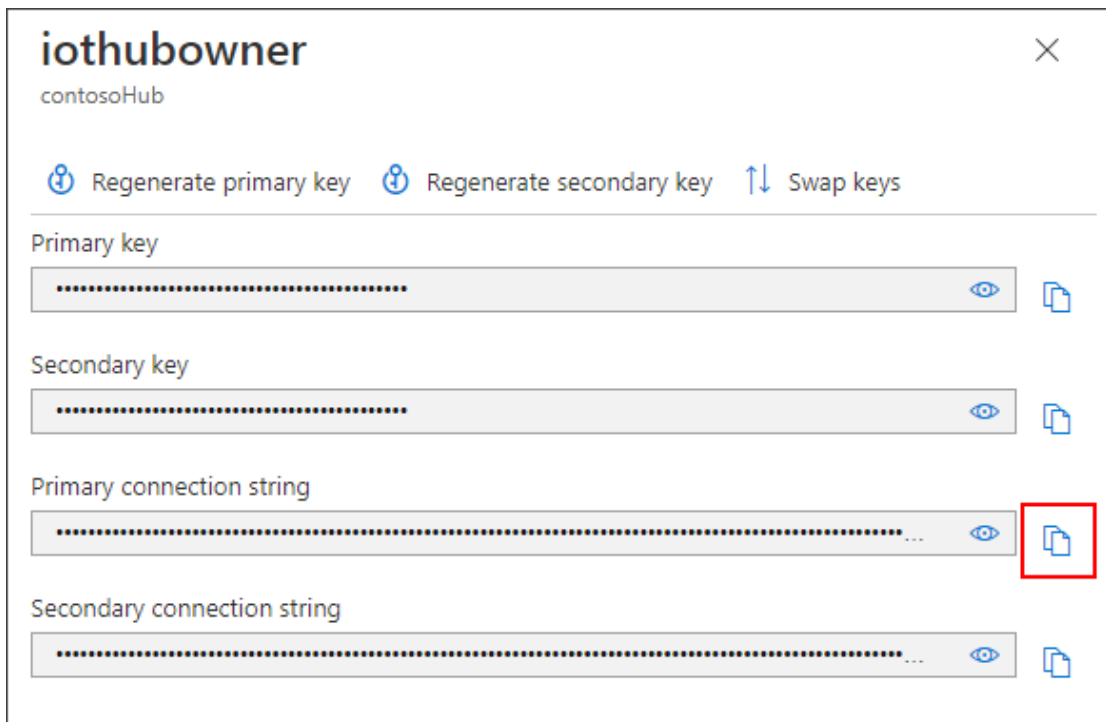 iothubowner
contosoHub
Regenerate primary key Regenerate secondary key Swap keys
Primary key
Secondary key
Primary connection string
...
Secondary connection string
...